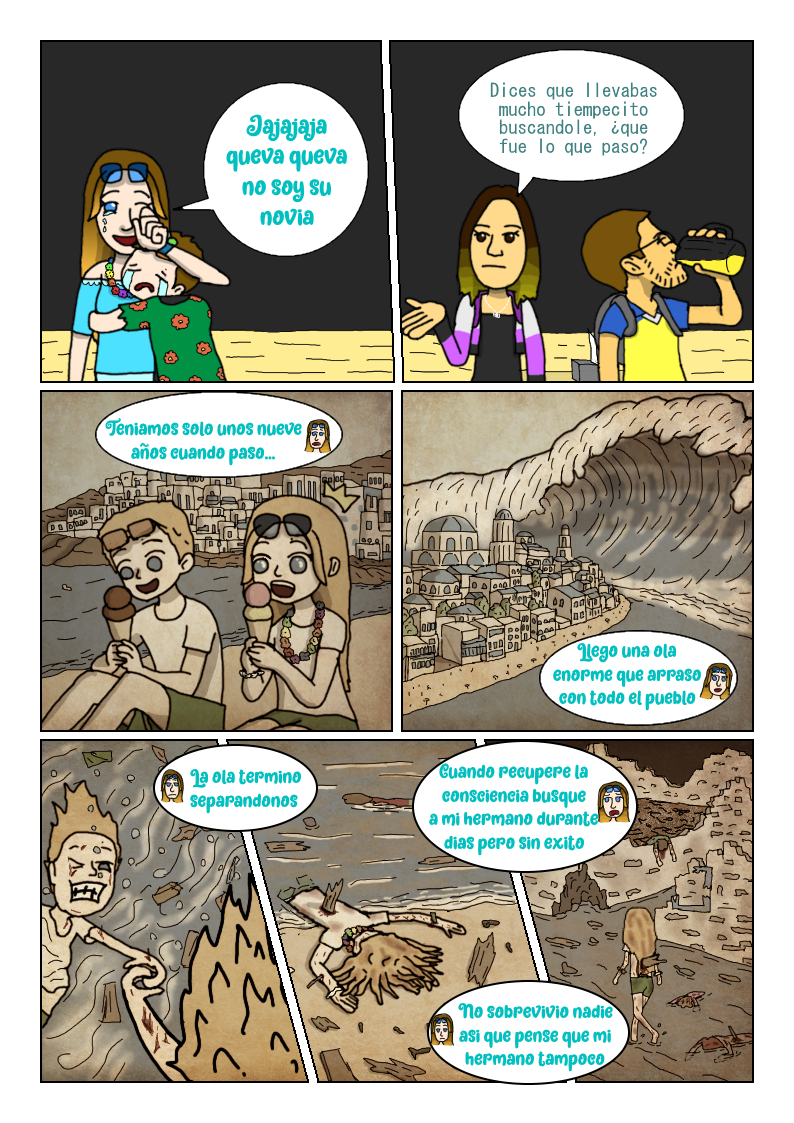 Jajajaja
queva queva
no soy su
novia
Dices que llevabas
mucho tiempecito
buscandole, ¿que
fue lo que paso?
Teniamos solo unos nueve
años cuando paso...
Llego una ola
enorme que arraso
con todo el pueblo
La ola termino
separandonos
Cuando recupere la
consciencia busque
a mi hermano durante
dias pero sin exito
No sobrevivio nadie
asi que pense que mi
hermano tampoco